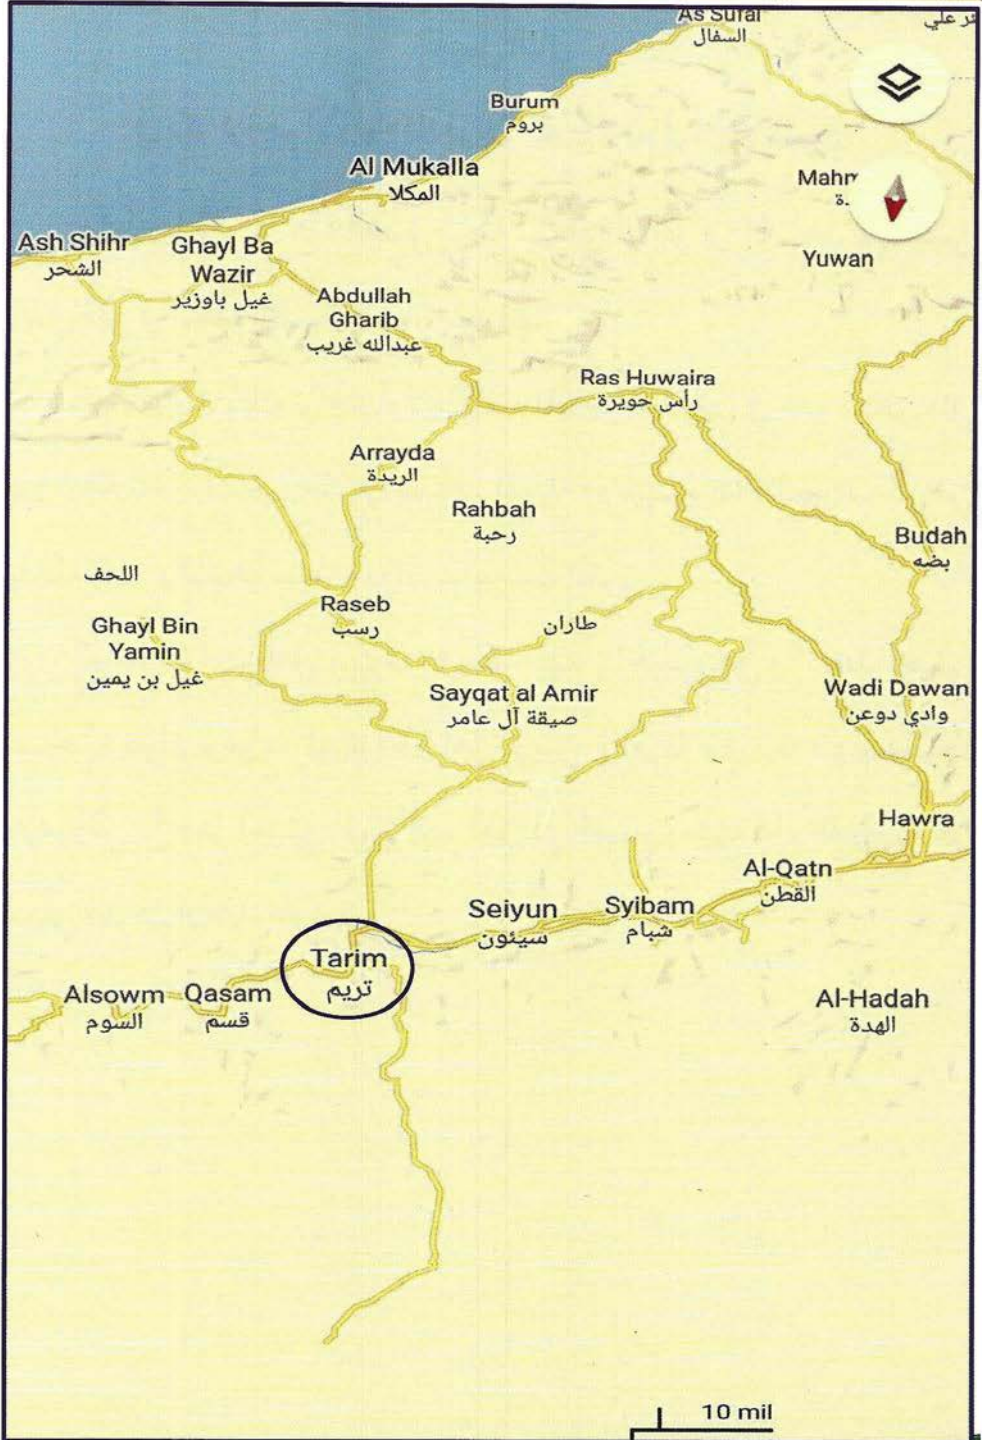 As Sufal
السفال
Burum
بروم
Al Mukalla
المكلا
Yuwan
Ash Shihr
الشحر
Ghayl Ba
Wazir
غيل باوزير
Abdullah
Gharib
عبدالله غريب
Ras Huwaira
رأس حويرة
Arrayda
الريدة
Rahbah
رحبة
Budah
بضه
اللحف
Raseb
رسب
Ghayl Bin
Yamin
غيل بن يمين
طاران
Sayqat al Amir
صيقة آل عامر
Wadi Dawan
وادي دوعن
Hawra
Al-Qatn
القطن
Seiyun
سيئون
Syibam
شبام
Tarim
تريم
Alsowm
السوم
Qasam
قسم
Al-Hadah
الهدة
10 mil